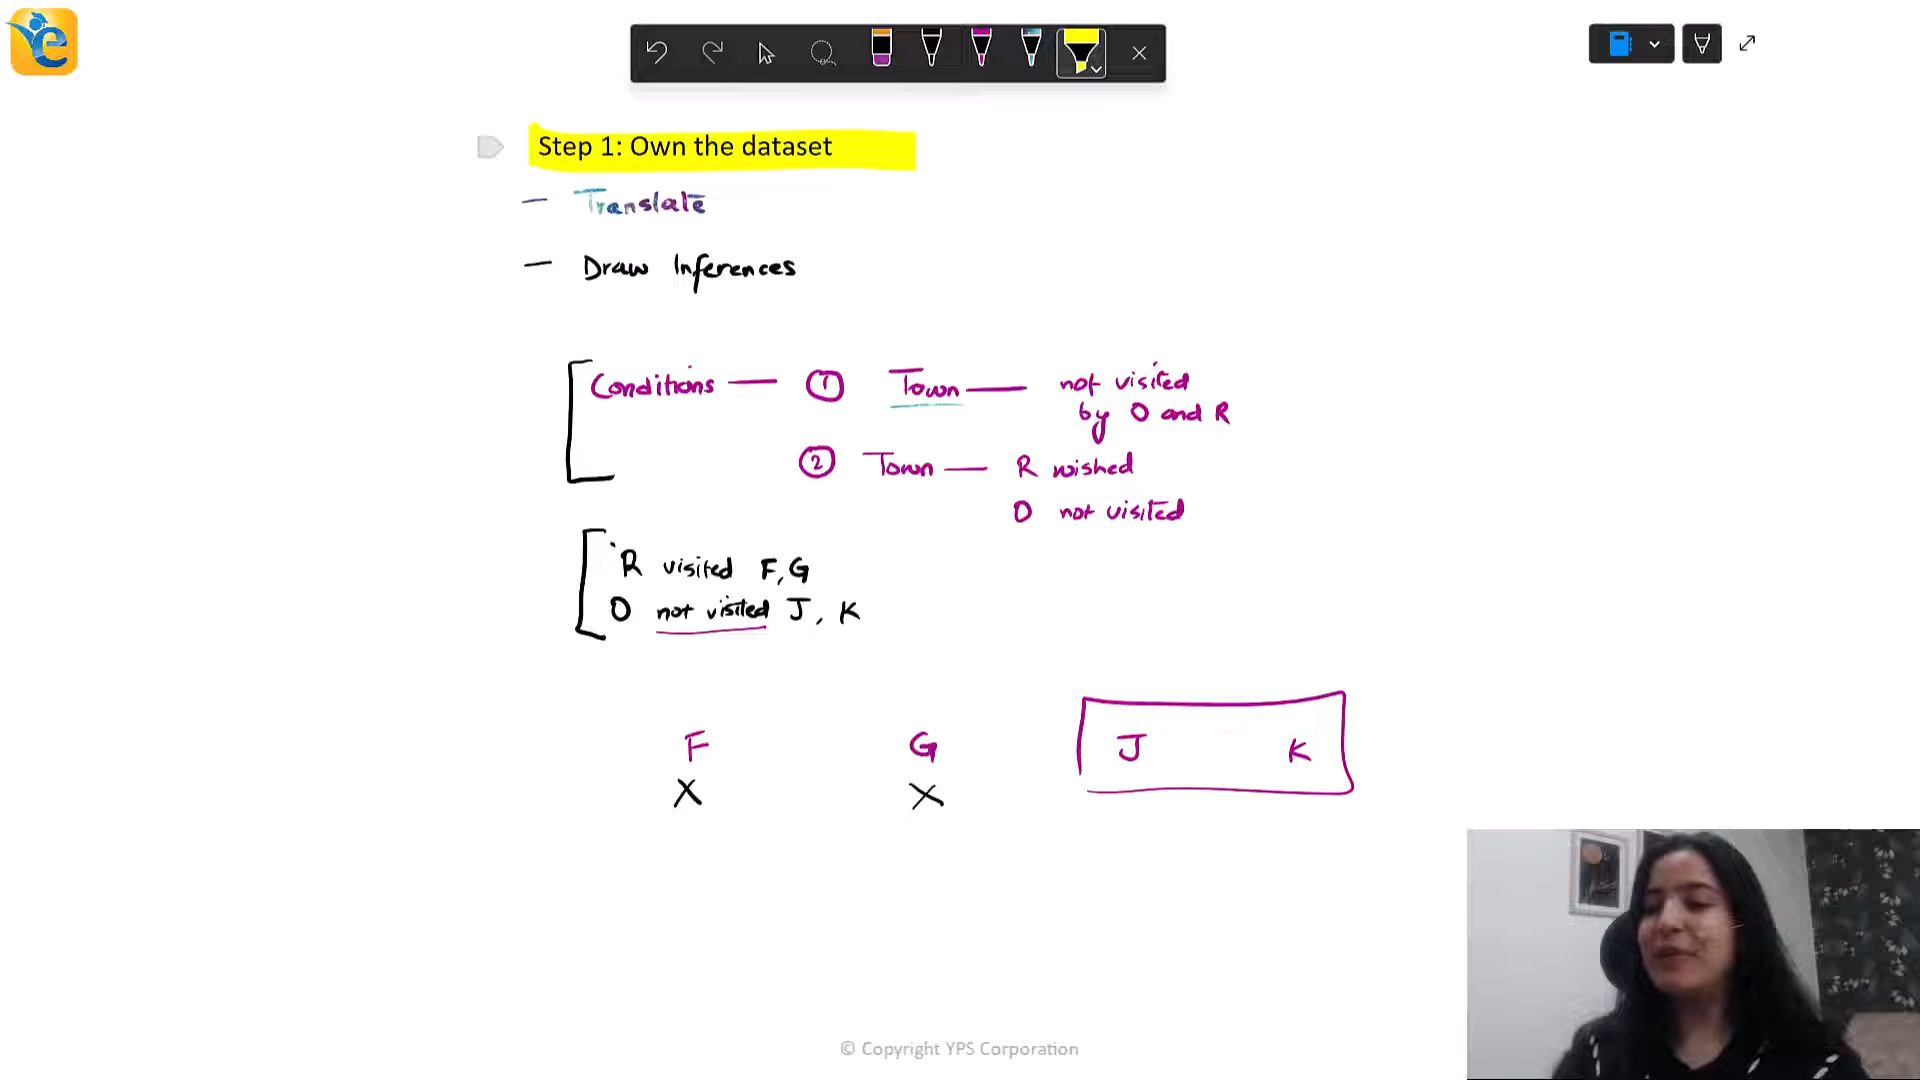 Step 1: Own the dataset
— Translate
— Draw Inferences
Conditions — ① Town — not visited
by O and R
② Town — R wished
O not visited
R visited F, G
O not visited J, K
F G J K
X X
© Copyright YPS Corporation